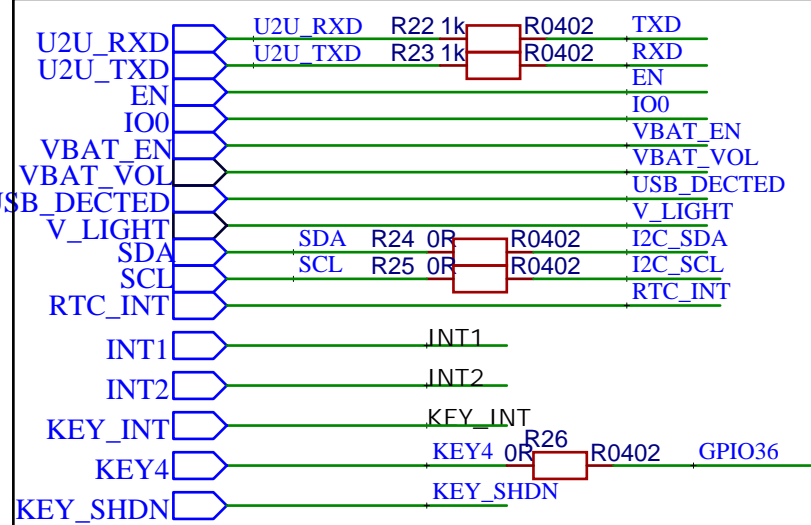 U2U_RXD U2U_RXD R22 1k R0402 TXD
U2U_TXD U2U_TXD R23 1k R0402 RXD
EN EN
IO0 IO0
VBAT_EN VBAT_EN
VBAT_VOL VBAT_VOL
USB_DECTED USB_DECTED
V_LIGHT V_LIGHT
SDA SDA R24 0R R0402 I2C_SDA
SCL SCL R25 0R R0402 I2C_SCL
RTC_INT RTC_INT
INT1 INT1
INT2 INT2
KEY_INT KEY_INT
KEY4 KEY4 0R R26 R0402 GPIO36
KEY_SHDN KEY_SHDN